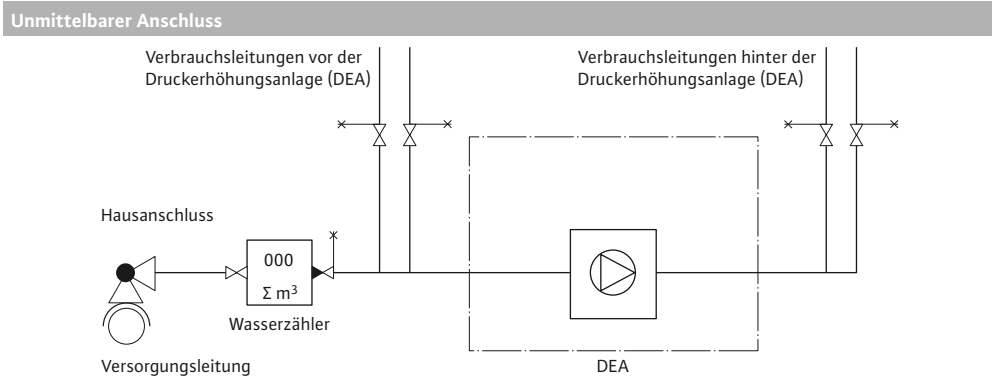 Unmittelbarer Anschluss
Verbrauchsleitungen vor der
Druckerhöhungsanlage (DEA)
Verbrauchsleitungen hinter der
Druckerhöhungsanlage (DEA)
Hausanschluss
000
Σ m³
Wasserzähler
Versorgungsleitung
DEA